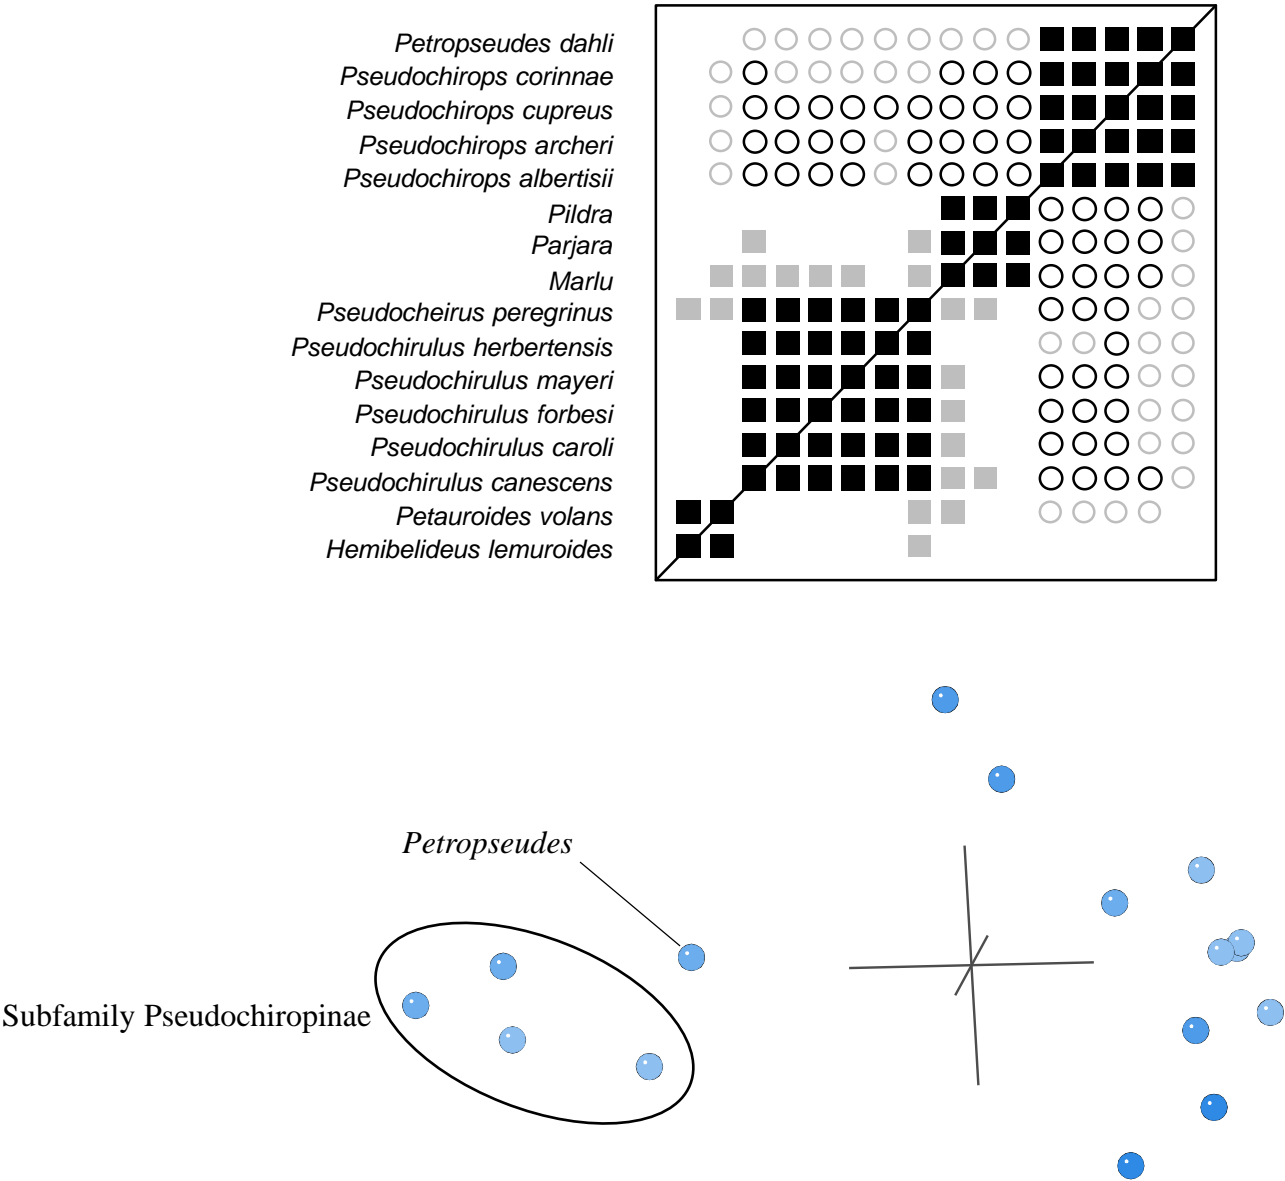 Petropseudes dahli
Pseudochirops corinnae
Pseudochirops cupreus
Pseudochirops archeri
Pseudochirops albertisii
Pildra
Parjara
Marlu
Pseudocheirus peregrinus
Pseudochirulus herbertensis
Pseudochirulus mayeri
Pseudochirulus forbesi
Pseudochirulus caroli
Pseudochirulus canescens
Petauroides volans
Hemibelideus lemuroides
Petropseudes
Subfamily Pseudochiropinae